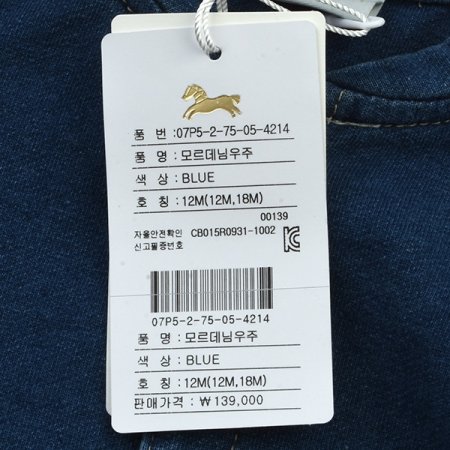 품 번 : 07P5-2-75-05-4214
품 명 : 모르데님우주
색 상 : BLUE
호 칭 : 12M(12M,18M)
00139
자율안전확인 CB015R0931-1002
신고필증번호
07P5-2-75-05-4214
품 명 : 모르데님우주
색 상 : BLUE
호 칭 : 12M(12M,18M)
판매가격 : ₩ 139,000